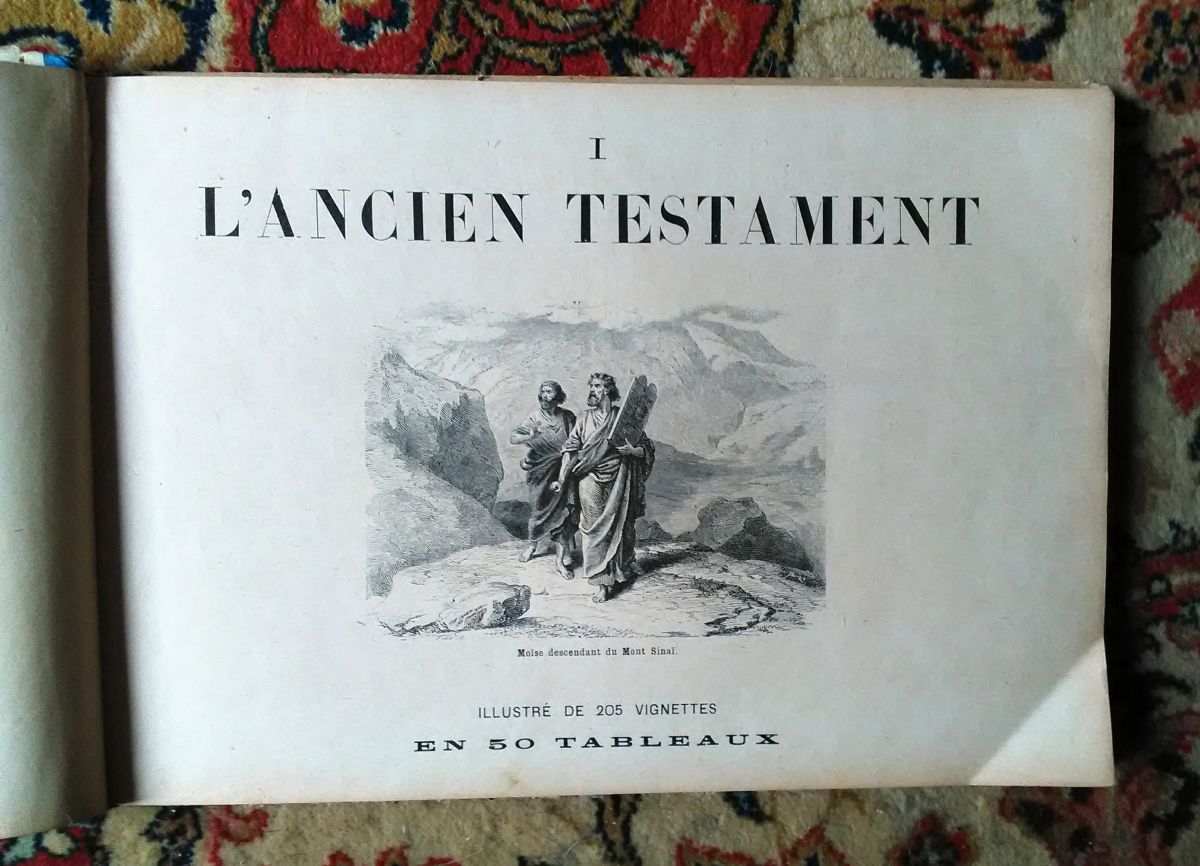 I
L'ANCIEN TESTAMENT
Moïse descendant du Mont Sinaï.
ILLUSTRÉ DE 205 VIGNETTES
EN 50 TABLEAUX